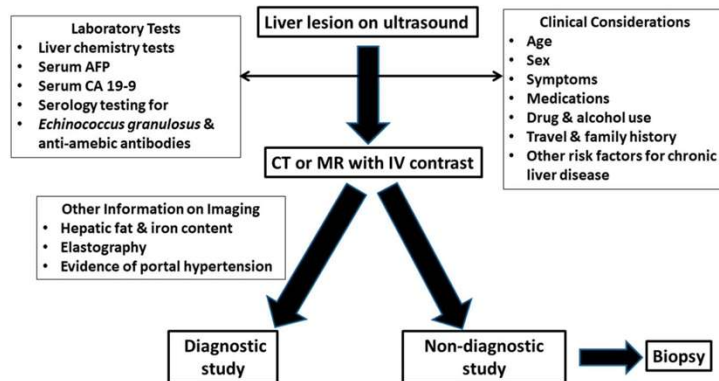 Liver lesion on ultrasound
Laboratory Tests
• Liver chemistry tests
• Serum AFP
• Serum CA 19-9
• Serology testing for
• Echinococcus granulosus &
anti-amebic antibodies
Clinical Considerations
• Age
• Sex
• Symptoms
• Medications
• Drug & alcohol use
• Travel & family history
• Other risk factors for chronic
liver disease
CT or MR with IV contrast
Other Information on Imaging
• Hepatic fat & iron content
• Elastography
• Evidence of portal hypertension
Diagnostic
study
Non-diagnostic
study
Biopsy